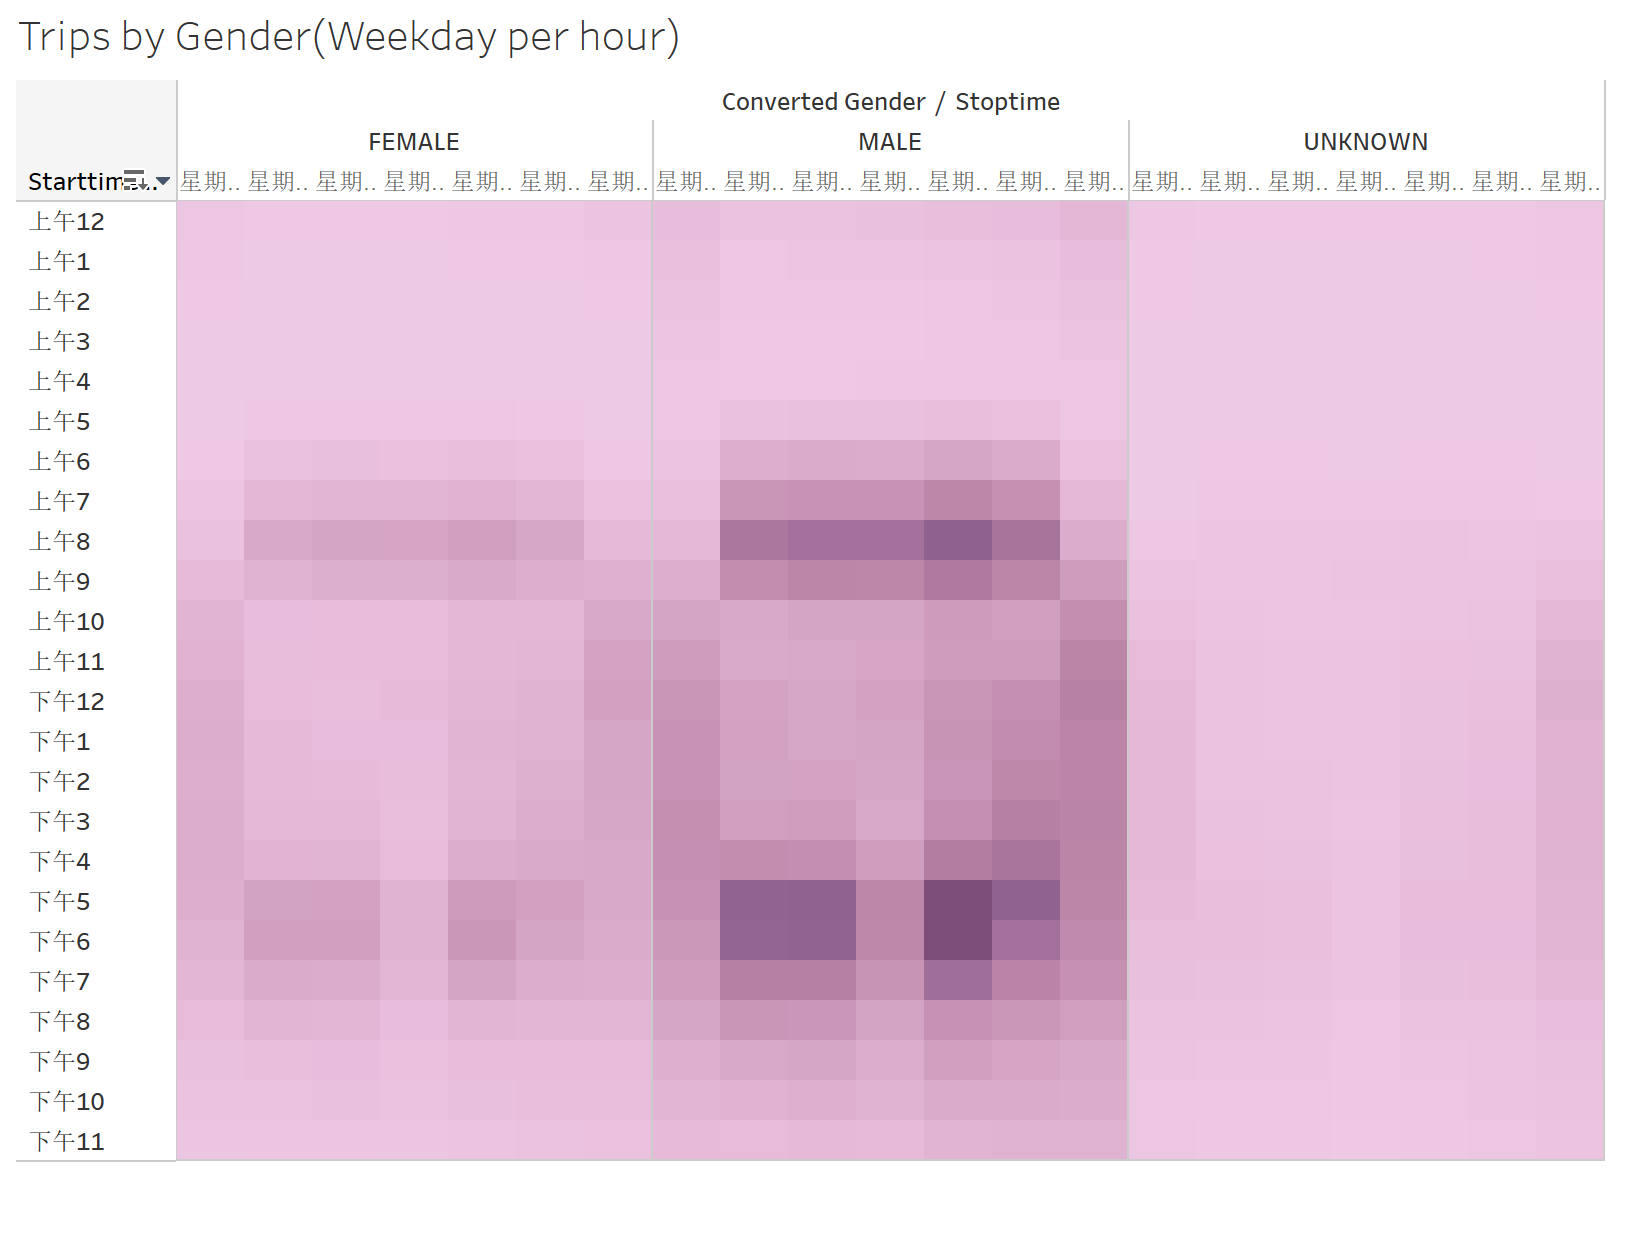 Trips by Gender(Weekday per hour)
Converted Gender / Stoptime
FEMALE MALE UNKNOWN
Starttim... 星期.. 星期.. 星期.. 星期.. 星期.. 星期.. 星期.. 星期.. 星期.. 星期.. 星期.. 星期.. 星期.. 星期.. 星期.. 星期.. 星期.. 星期.. 星期.. 星期.. 星期..
上午12
上午1
上午2
上午3
上午4
上午5
上午6
上午7
上午8
上午9
上午10
上午11
下午12
下午1
下午2
下午3
下午4
下午5
下午6
下午7
下午8
下午9
下午10
下午11